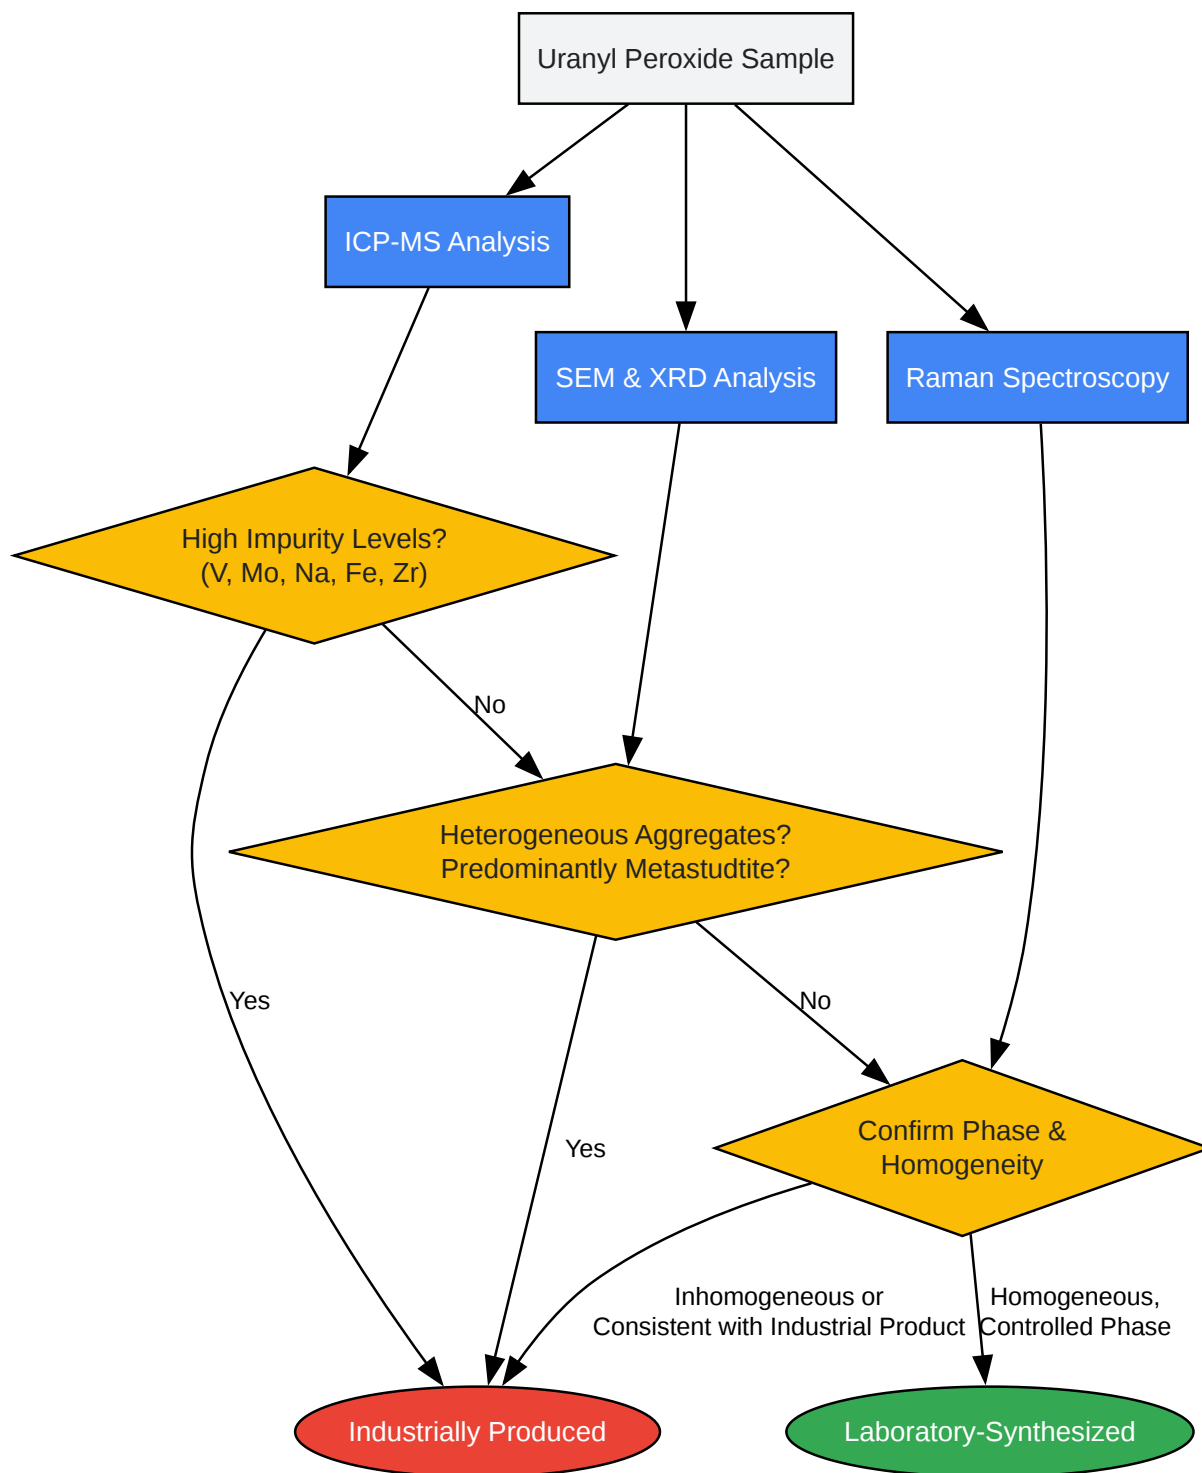 Uranyl Peroxide Sample
ICP-MS Analysis
SEM & XRD Analysis
Raman Spectroscopy
High Impurity Levels?
(V, Mo, Na, Fe, Zr)
No
Heterogeneous Aggregates?
Predominantly Metastudtite?
Yes
No
Confirm Phase &
Homogeneity
Yes
Inhomogeneous or
Consistent with Industrial Product
Homogeneous,
Controlled Phase
Industrially Produced
Laboratory-Synthesized